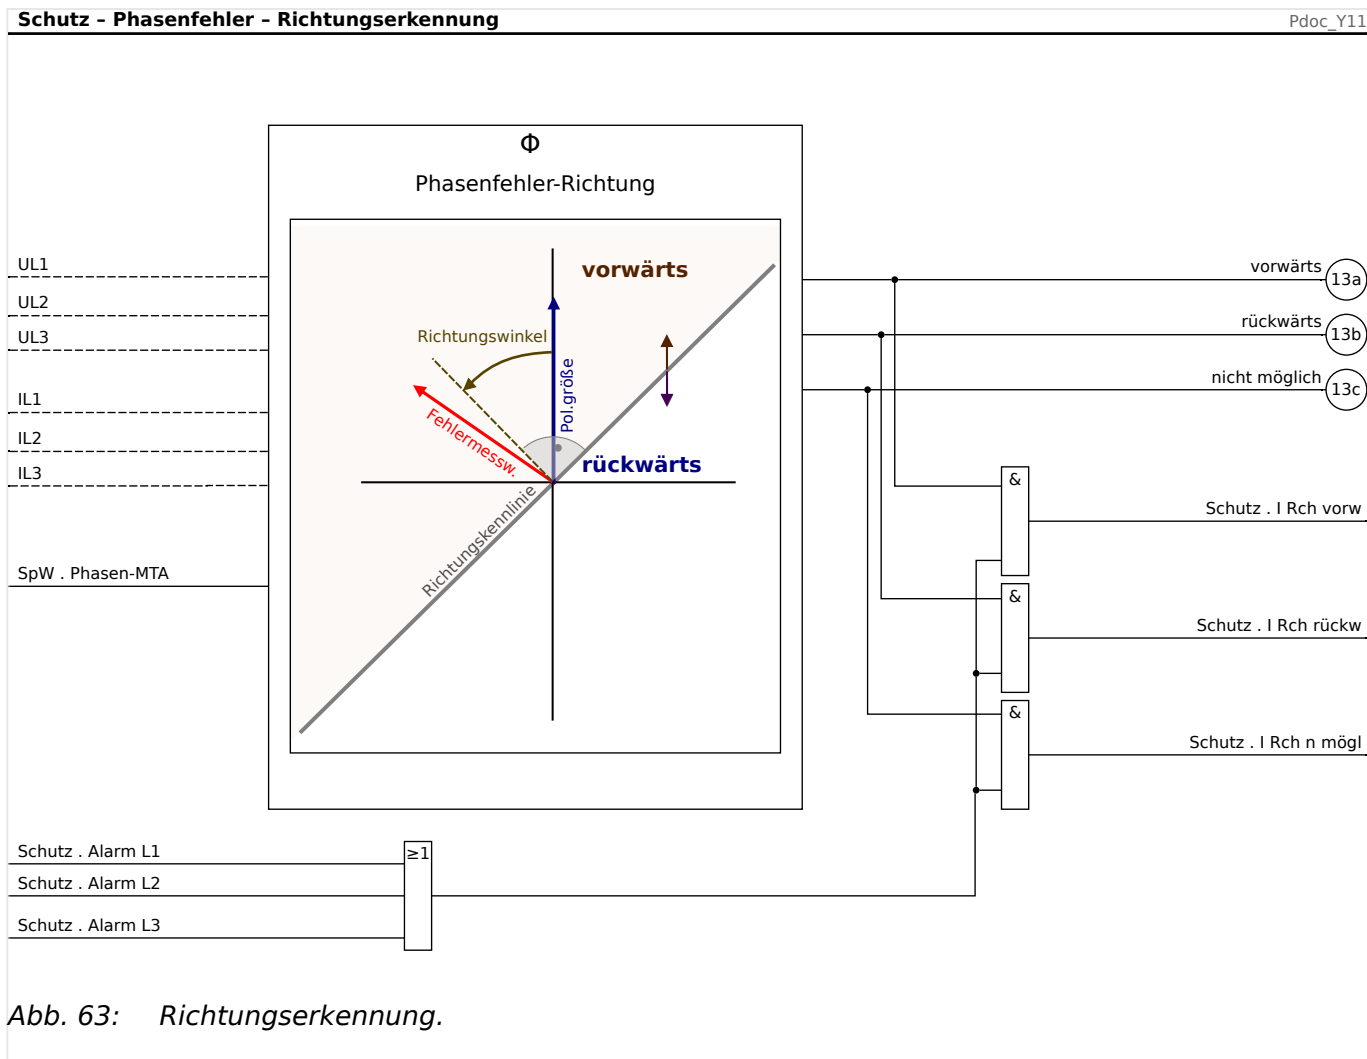 Schutz – Phasenfehler – Richtungserkennung
Pdoc_Y11
Φ
Phasenfehler-Richtung
UL1
UL2
UL3
IL1
IL2
IL3
SpW . Phasen-MTA
vorwärts
Richtungswinkel
Pol.größe
Fehlermessw.
rückwärts
Richtungskennlinie
vorwärts
13a
rückwärts
13b
nicht möglich
13c
&
Schutz . I Rch vorw
&
Schutz . I Rch rückw
&
Schutz . I Rch n mögl
Schutz . Alarm L1
≥1
Schutz . Alarm L2
Schutz . Alarm L3
Abb. 63: Richtungserkennung.